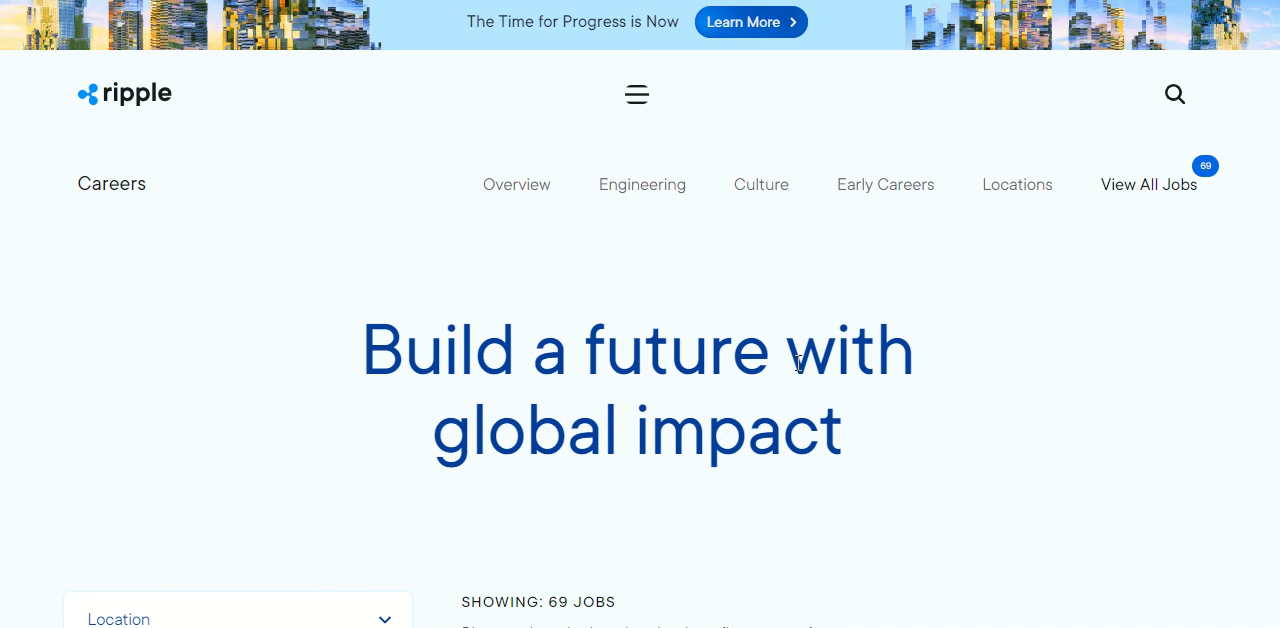 The Time for Progress is Now Learn More
ripple
Careers Overview Engineering Culture Early Careers Locations View All Jobs 69
Build a future with
global impact
SHOWING: 69 JOBS
Location